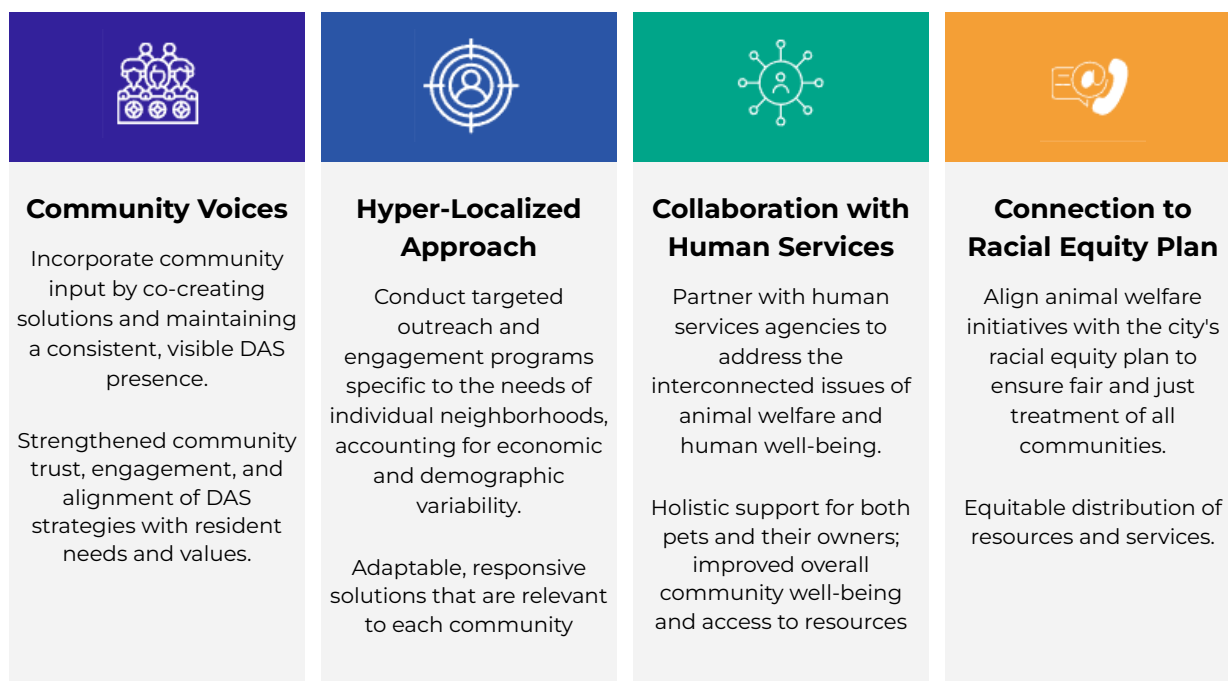 Community Voices
Incorporate community
input by co-creating
solutions and maintaining
a consistent, visible DAS
presence.
Strengthened community
trust, engagement, and
alignment of DAS
strategies with resident
needs and values.
Hyper-Localized
Approach
Conduct targeted
outreach and
engagement programs
specific to the needs of
individual neighborhoods,
accounting for economic
and demographic
variability.
Adaptable, responsive
solutions that are relevant
to each community
Collaboration with
Human Services
Partner with human
services agencies to
address the
interconnected issues of
animal welfare and
human well-being.
Holistic support for both
pets and their owners;
improved overall
community well-being
and access to resources
Connection to
Racial Equity Plan
Align animal welfare
initiatives with the city's
racial equity plan to
ensure fair and just
treatment of all
communities.
Equitable distribution of
resources and services.